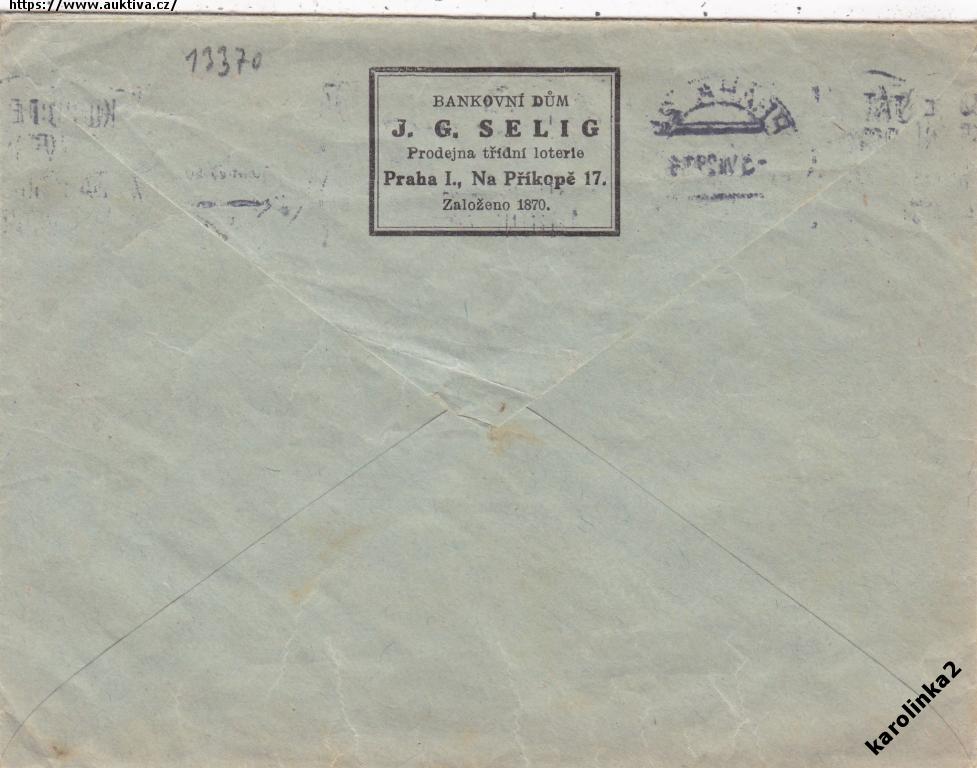 https://www.auktiva.cz/
13370
BANKOVNÍ DŮM
J. G. SELIG
Prodejna třídní loterie
Praha I., Na Příkopě 17.
Založeno 1870.
karolinka2